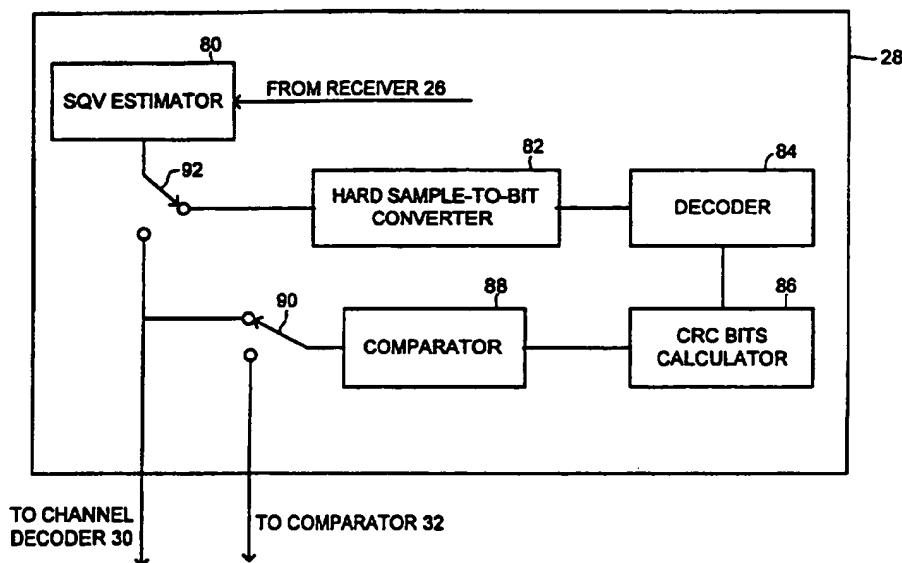 80
28
SQV ESTIMATOR
FROM RECEIVER 26
92
82
84
HARD SAMPLE-TO-BIT
CONVERTER
DECODER
90
88
86
COMPARATOR
CRC BITS
CALCULATOR
TO CHANNEL
DECODER 30
TO COMPARATOR 32